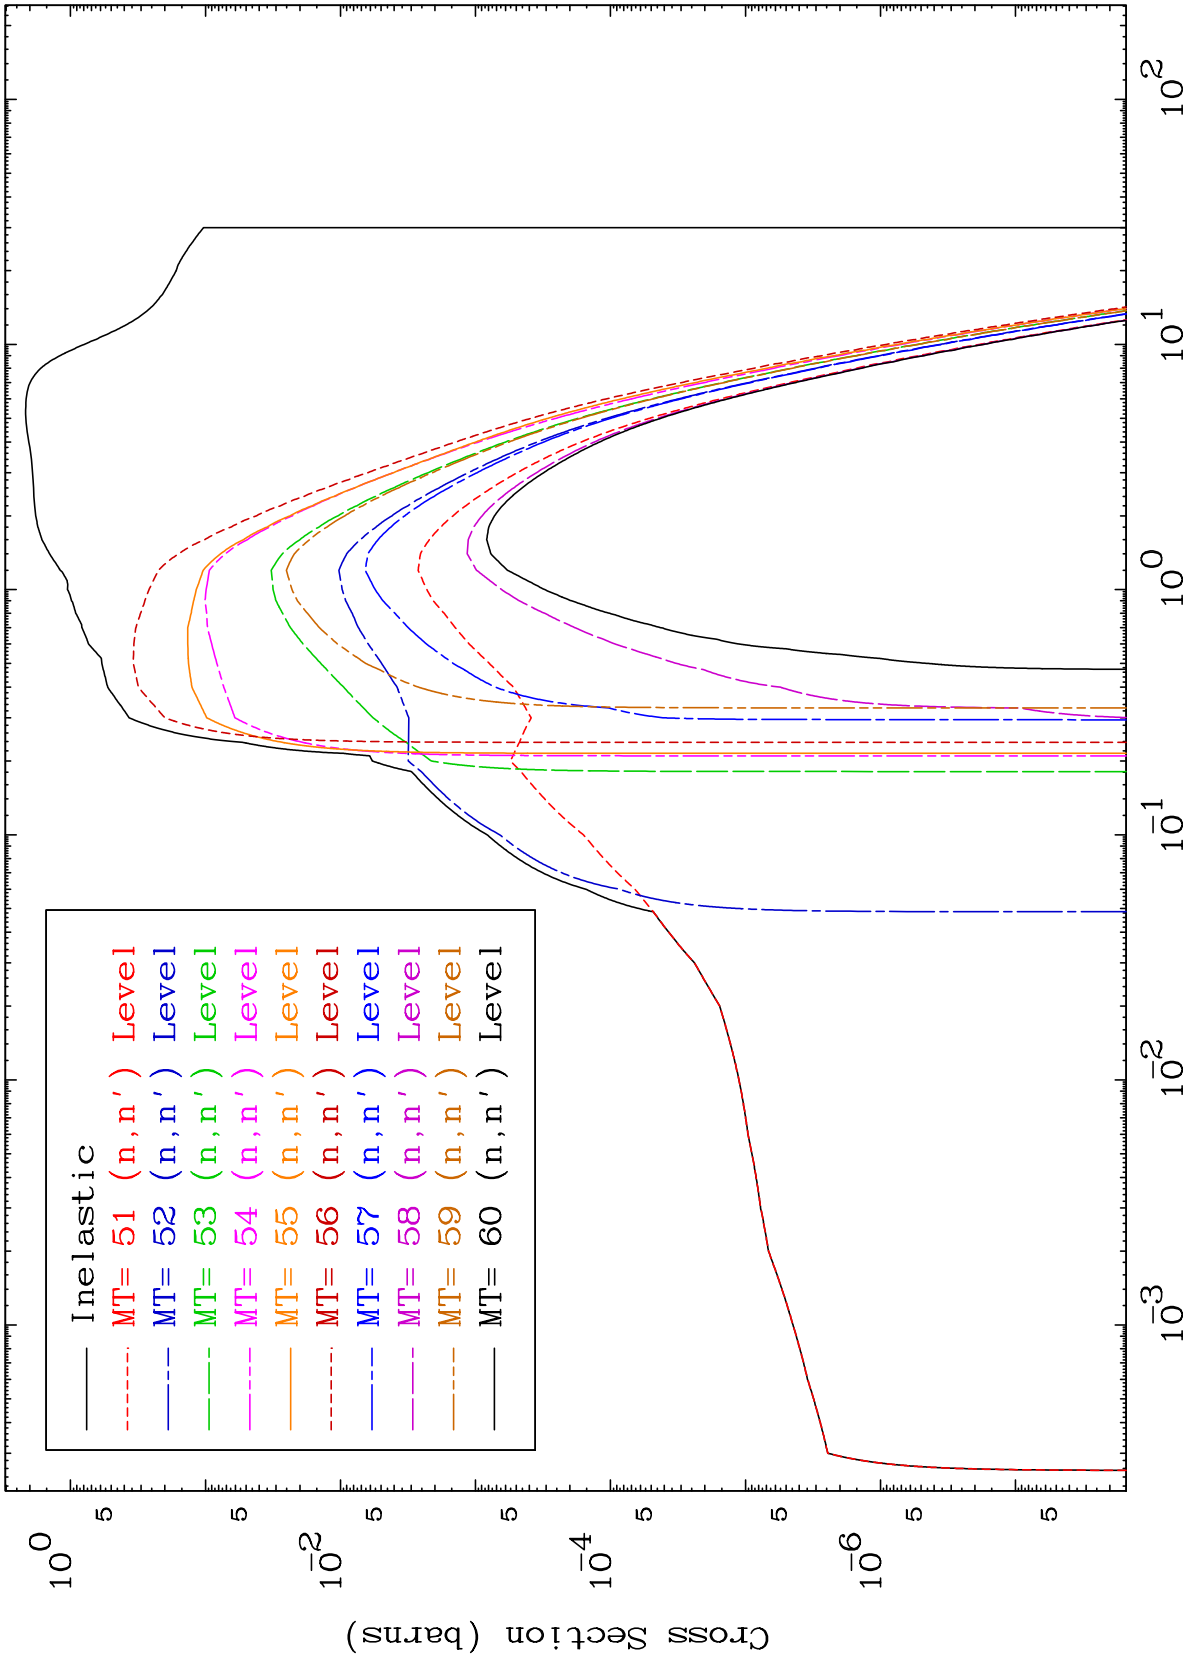 Inelastic
MT= 51 (n,n') Level
MT= 52 (n,n') Level
MT= 53 (n,n') Level
MT= 54 (n,n') Level
MT= 55 (n,n') Level
MT= 56 (n,n') Level
MT= 57 (n,n') Level
MT= 58 (n,n') Level
MT= 59 (n,n') Level
MT= 60 (n,n') Level
Cross Section (barns)
10^0
5
5
10^-2
5
5
10^-4
5
5
10^-6
5
5
10^-3
10^-2
10^-1
10^0
10^1
10^2